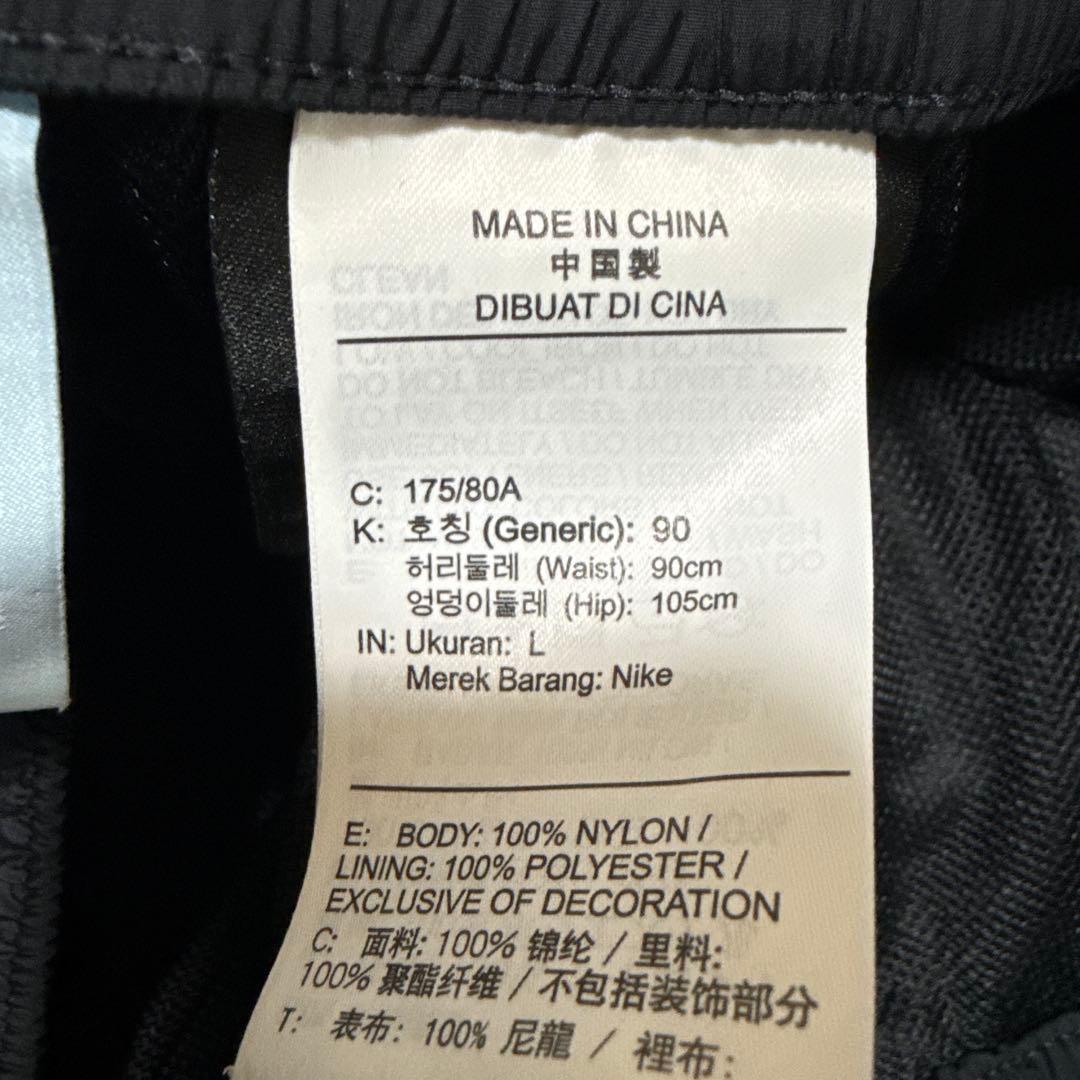 MADE IN CHINA
中国製
DIBUAT DI CINA
C: 175/80A
K: 호칭 (Generic): 90
허리둘레 (Waist): 90cm
엉덩이둘레 (Hip): 105cm
IN: Ukuran: L
Merek Barang: Nike
E: BODY: 100% NYLON /
LINING: 100% POLYESTER /
EXCLUSIVE OF DECORATION
C: 面料: 100% 锦纶 / 里料:
100% 聚酯纤维 / 不包括装饰部分
T: 表布: 100% 尼龍 / 裡布: